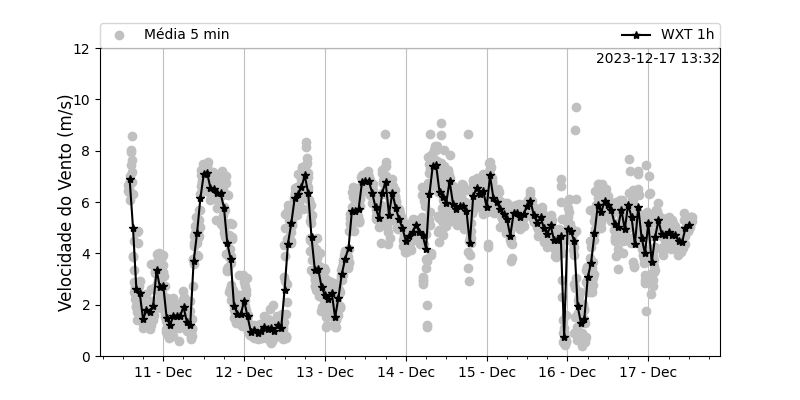 Média 5 min
WXT 1h
2023-12-17 13:32
Velocidade do Vento (m/s)
12
10
8
6
4
2
0
11 - Dec
12 - Dec
13 - Dec
14 - Dec
15 - Dec
16 - Dec
17 - Dec